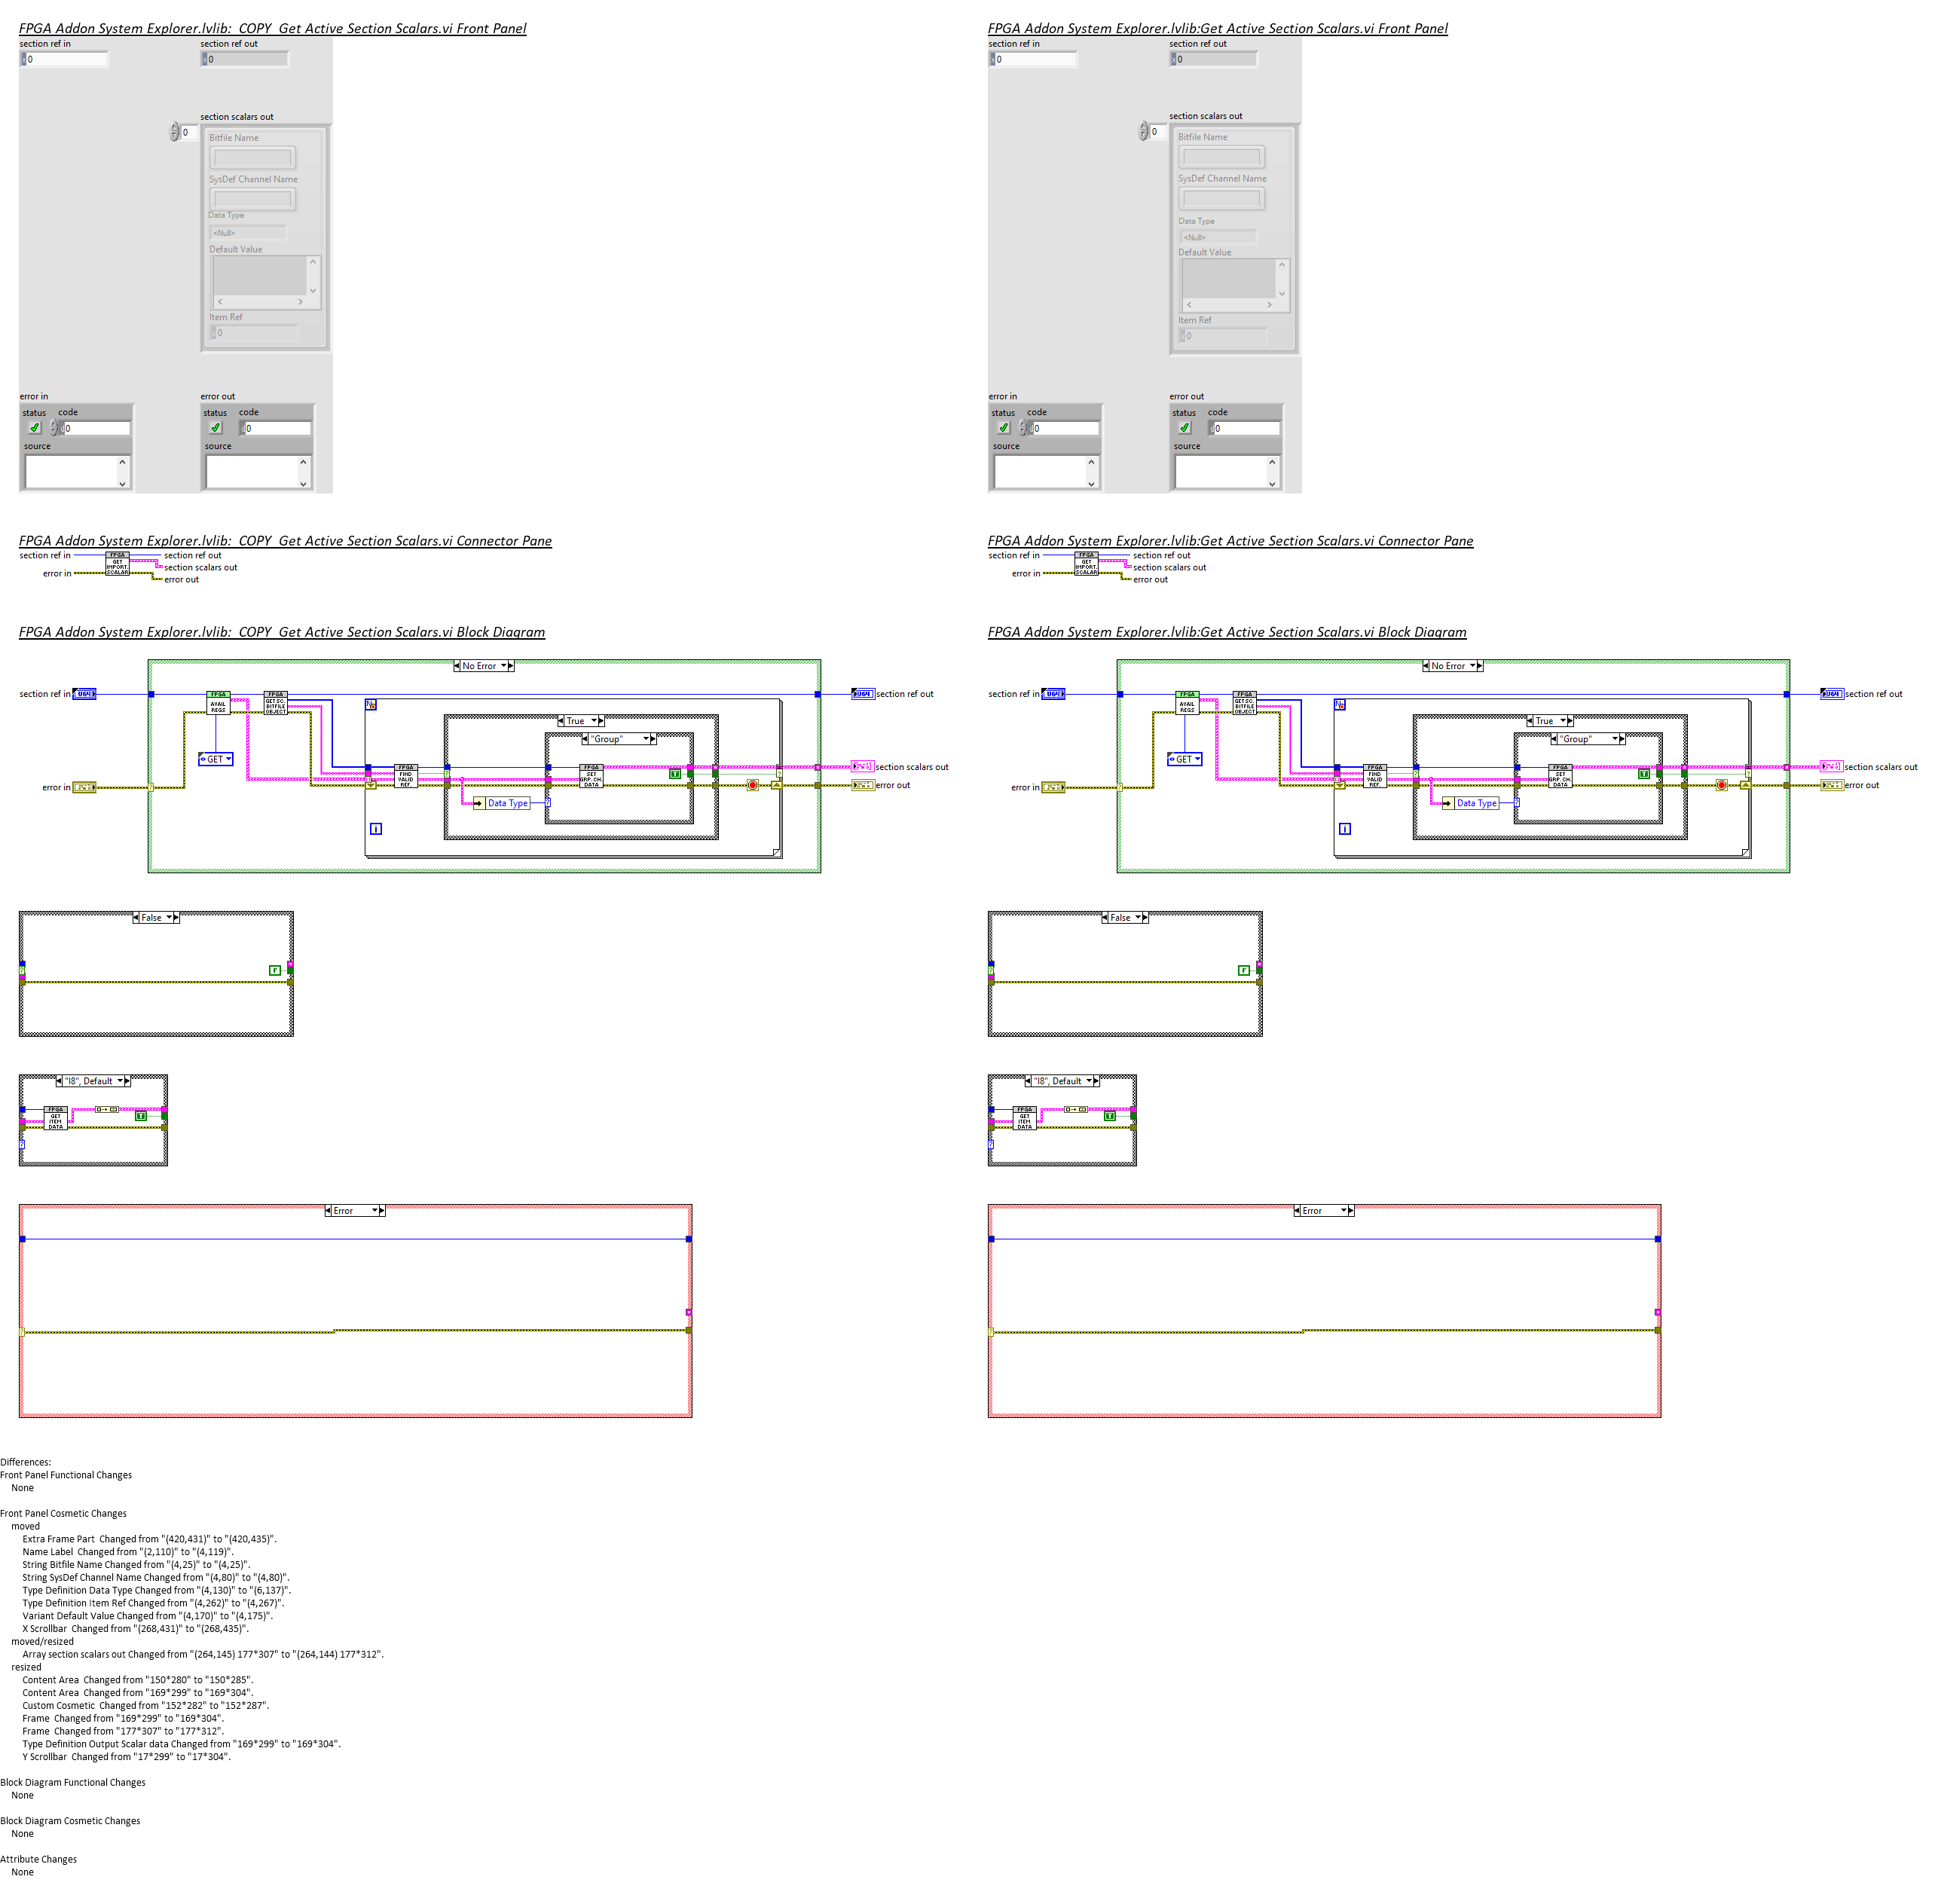 FPGA Addon System Explorer.lvlib:  COPY  Get Active Section Scalars.vi Front Panel
section ref in
0
section ref out
0
section scalars out
0
Bitfile Name
SysDef Channel Name
Data Type
<Null>
Default Value
Item Ref
0
error in
status code
0
source
error out
status code
0
source
FPGA Addon System Explorer.lvlib:Get Active Section Scalars.vi Front Panel
section ref in
0
section ref out
0
section scalars out
0
Bitfile Name
SysDef Channel Name
Data Type
<Null>
Default Value
Item Ref
0
error in
status code
0
source
error out
status code
0
source
FPGA Addon System Explorer.lvlib:  COPY  Get Active Section Scalars.vi Connector Pane
section ref in
error in
FPGA
GET
IMPORT.
SCALAR
section ref out
section scalars out
error out
FPGA Addon System Explorer.lvlib:Get Active Section Scalars.vi Connector Pane
section ref in
error in
FPGA
GET
IMPORT.
SCALAR
section ref out
section scalars out
error out
FPGA Addon System Explorer.lvlib:  COPY  Get Active Section Scalars.vi Block Diagram
No Error
section ref in
U64
FPGA
AVAIL
REGS
FPGA
GET SC.
BITFILE
OBJECT
N
GET
True
"Group"
FPGA
FIND
VALID
REF.
FPGA
SET
GRP. CH.
DATA
T
Data Type
i
error in
U64
section ref out
section scalars out
error out
FPGA Addon System Explorer.lvlib:Get Active Section Scalars.vi Block Diagram
No Error
section ref in
U64
FPGA
AVAIL
REGS
FPGA
GET SC.
BITFILE
OBJECT
N
GET
True
"Group"
FPGA
FIND
VALID
REF.
FPGA
SET
GRP. CH.
DATA
T
Data Type
i
error in
U64
section ref out
section scalars out
error out
False
F
False
F
"I8", Default
FPGA
GET
ITEM
DATA
T
"I8", Default
FPGA
GET
ITEM
DATA
T
Error
Error
Differences:
Front Panel Functional Changes
None
Front Panel Cosmetic Changes
moved
Extra Frame Part  Changed from "(420,431)" to "(420,435)".
Name Label  Changed from "(2,110)" to "(4,119)".
String Bitfile Name Changed from "(4,25)" to "(4,25)".
String SysDef Channel Name Changed from "(4,80)" to "(4,80)".
Type Definition Data Type Changed from "(4,130)" to "(6,137)".
Type Definition Item Ref Changed from "(4,262)" to "(4,267)".
Variant Default Value Changed from "(4,170)" to "(4,175)".
X Scrollbar  Changed from "(268,431)" to "(268,435)".
moved/resized
Array section scalars out Changed from "(264,145) 177*307" to "(264,144) 177*312".
resized
Content Area  Changed from "150*280" to "150*285".
Content Area  Changed from "169*299" to "169*304".
Custom Cosmetic  Changed from "152*282" to "152*287".
Frame  Changed from "169*299" to "169*304".
Frame  Changed from "177*307" to "177*312".
Type Definition Output Scalar data Changed from "169*299" to "169*304".
Y Scrollbar  Changed from "17*299" to "17*304".
Block Diagram Functional Changes
None
Block Diagram Cosmetic Changes
None
Attribute Changes
None